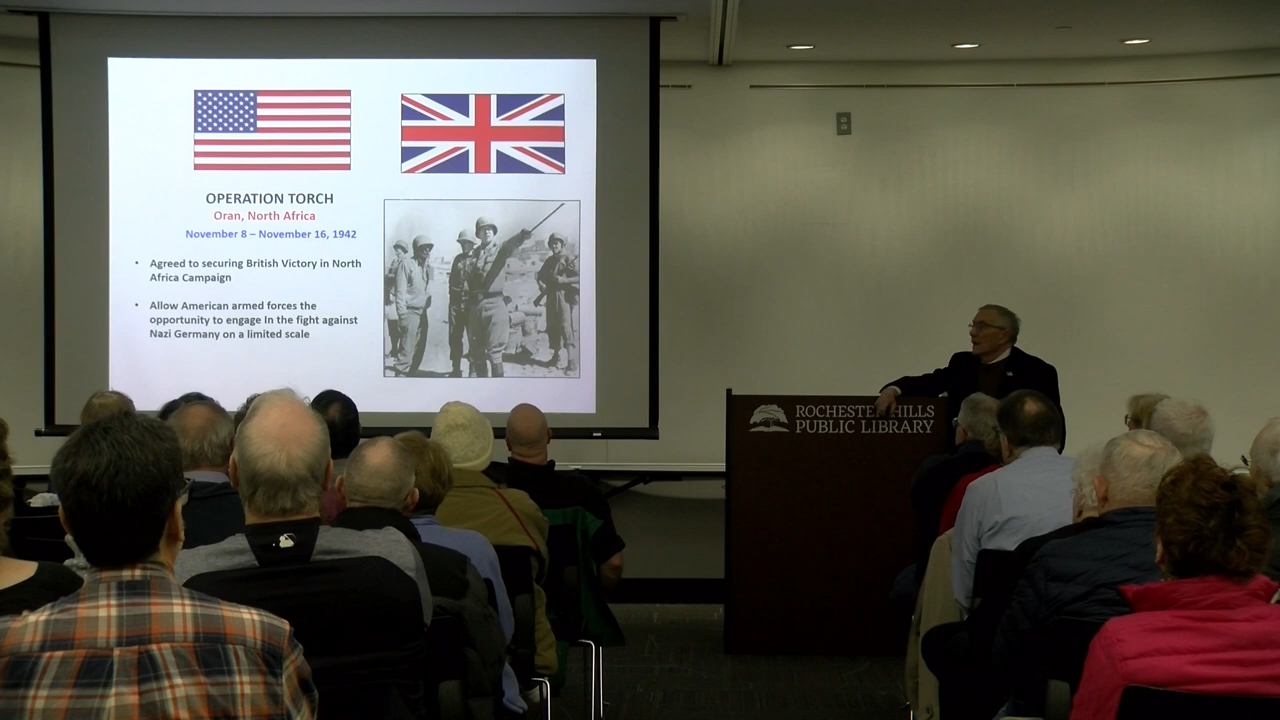 OPERATION TORCH
Oran, North Africa
November 8 – November 16, 1942
• Agreed to securing British Victory in North
Africa Campaign
• Allow American armed forces the
opportunity to engage In the fight against
Nazi Germany on a limited scale
ROCHESTER HILLS
PUBLIC LIBRARY